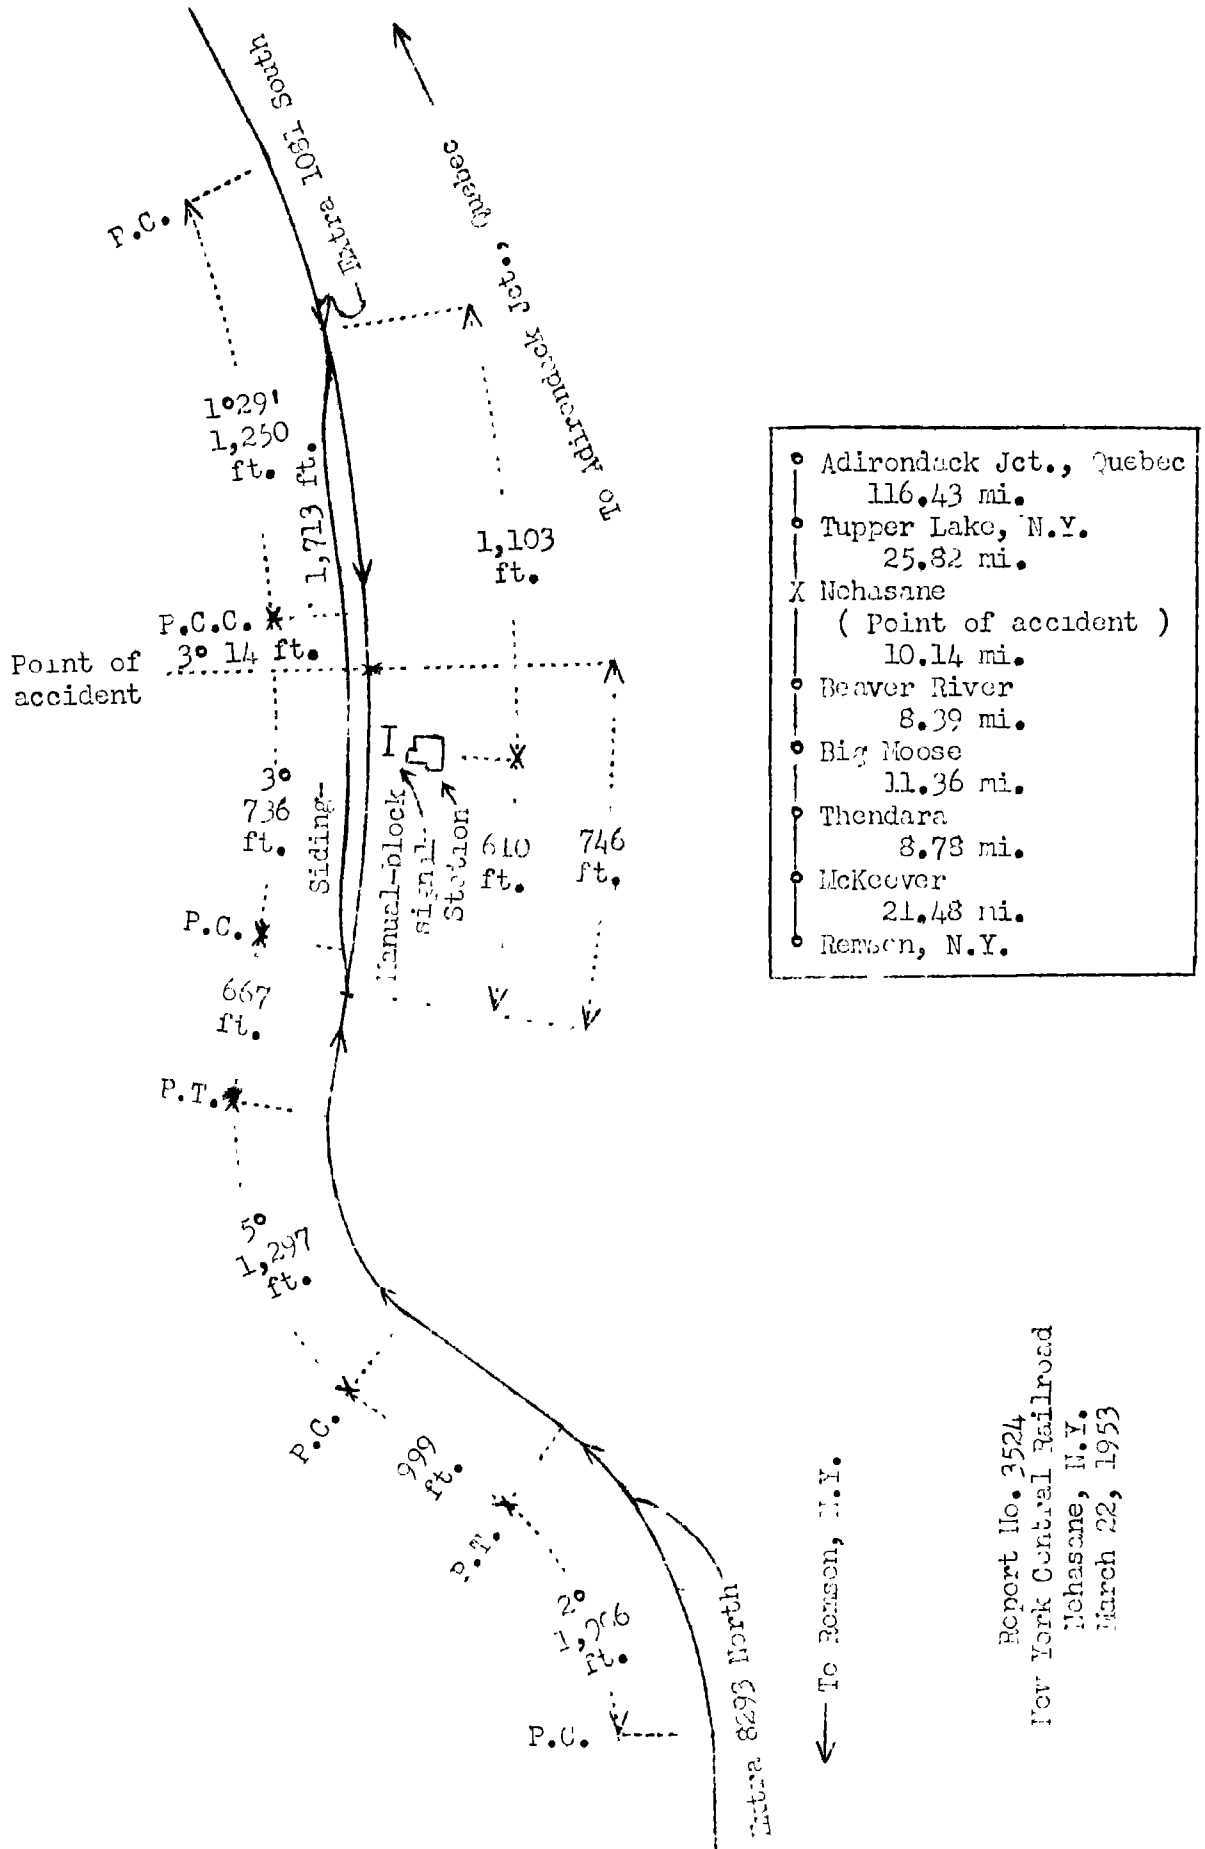 Extra 1081 South
To Adirondack Jct., Quebec
P.C.
1°29'
1,250
ft.
1,713 ft.
1,103
ft.
P.C.C.
3° 14 ft.
Point of
accident
3°
736
ft.
Siding
Manual-block
signal
Station
610
ft.
746
ft.
P.C.
667
ft.
P.T.
5°
1,297
ft.
P.C.
999
ft.
P.T.
2°
ft.
P.C.
Extra 8293 North
To Remsen, N.Y.
Adirondack Jct., Quebec
116.43 mi.
Tupper Lake, N.Y.
25.82 mi.
X Nehasane
( Point of accident )
10.14 mi.
Beaver River
8.39 mi.
Big Moose
11.36 mi.
Thendara
8.78 mi.
McKeever
21.48 mi.
Remsen, N.Y.
Report No. 3524
New York Central Railroad
Nehasane, N.Y.
March 22, 1953